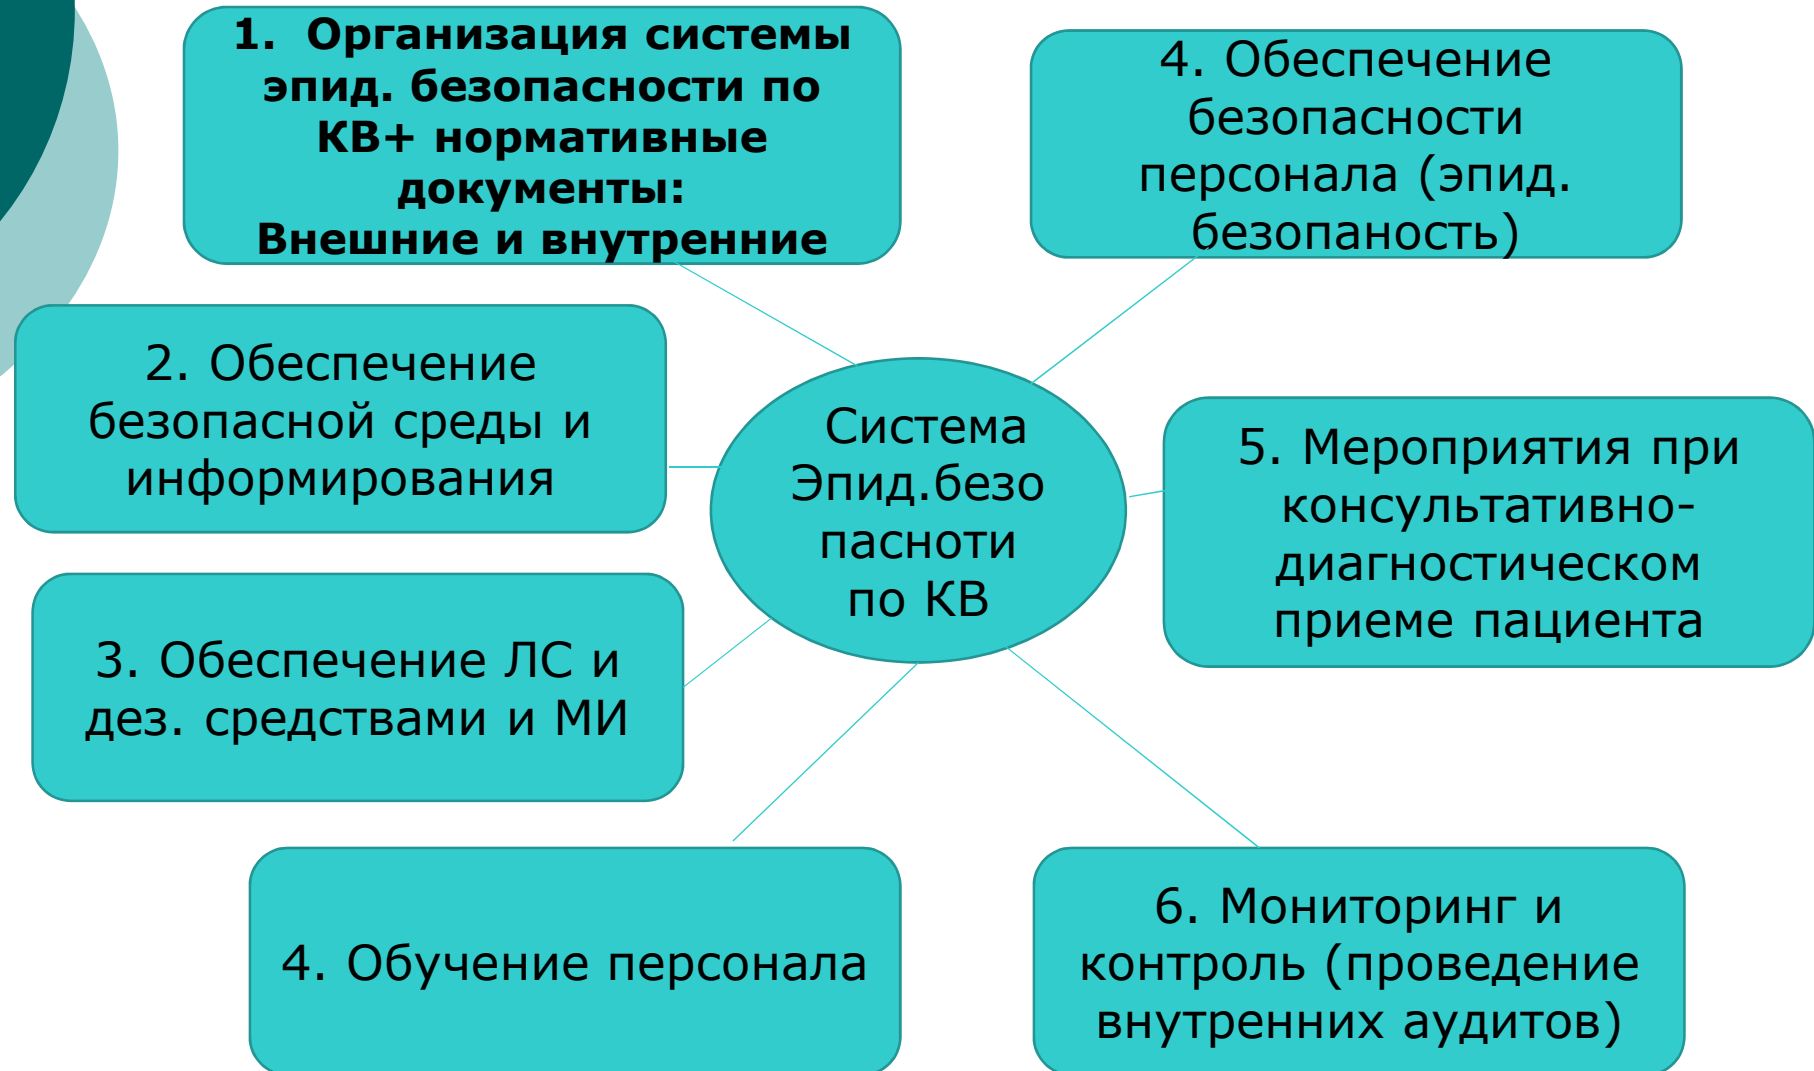 1. Организация системы
эпид. безопасности по
КВ+ нормативные
документы:
Внешние и внутренние
2. Обеспечение
безопасной среды и
информирования
3. Обеспечение ЛС и
дез. средствами и МИ
4. Обучение персонала
Система
Эпид.безо
пасноти
по КВ
4. Обеспечение
безопасности
персонала (эпид.
безопаность)
5. Мероприятия при
консультативно-
диагностическом
приеме пациента
6. Мониторинг и
контроль (проведение
внутренних аудитов)